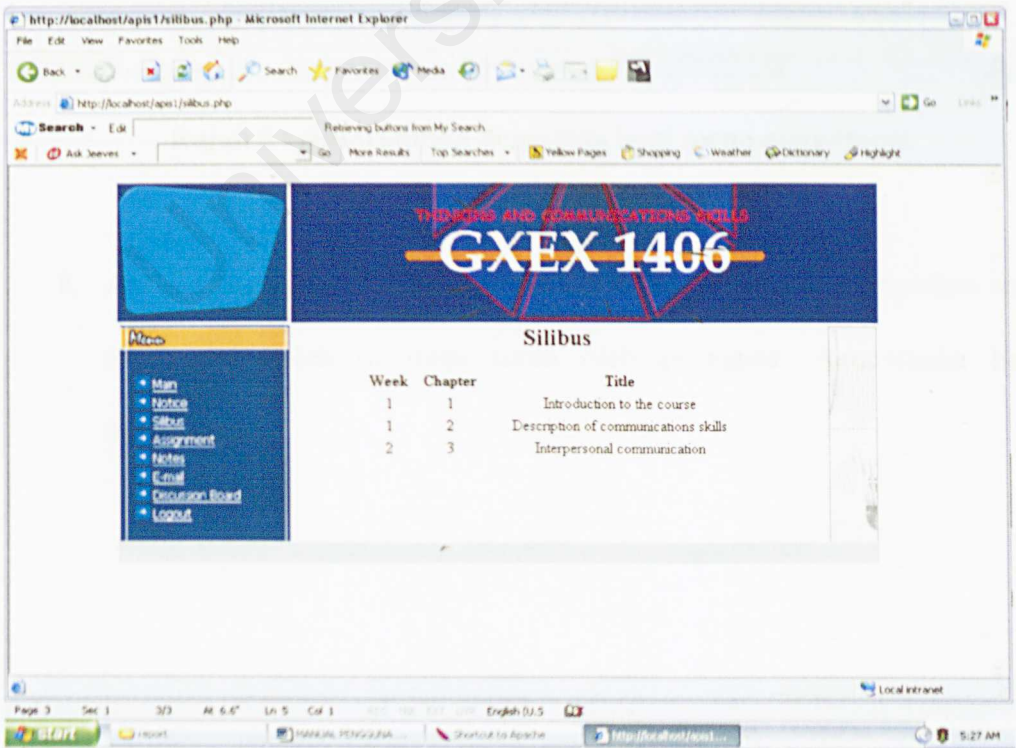 http://localhost/apis1/silibus.php - Microsoft Internet Explorer
File Edit View Favorites Tools Help
Back Search Favorites Media
Address http://localhost/apis1/silibus.php Go Links
Search Edit Retrieving buttons from My Search...
Ask Jeeves Go More Results Top Searches Yellow Pages Shopping Weather Dictionary Highlight
THINKING AND COMMUNICATIONS SKILLS
GXEX 1406
Menu
Main
Notice
Silibus
Assignment
Notes
E-mail
Discussion Board
Logout
Silibus
Week Chapter Title
1 1 Introduction to the course
1 2 Description of communications skills
2 3 Interpersonal communication
Local intranet
Page 3 Sec 1 3/3 At 6.6" Ln 5 Col 1 English (U.S
start report MANUAL PENGGUNA ... Shortcut to Apache http://localhost/apis1... 5:27 AM